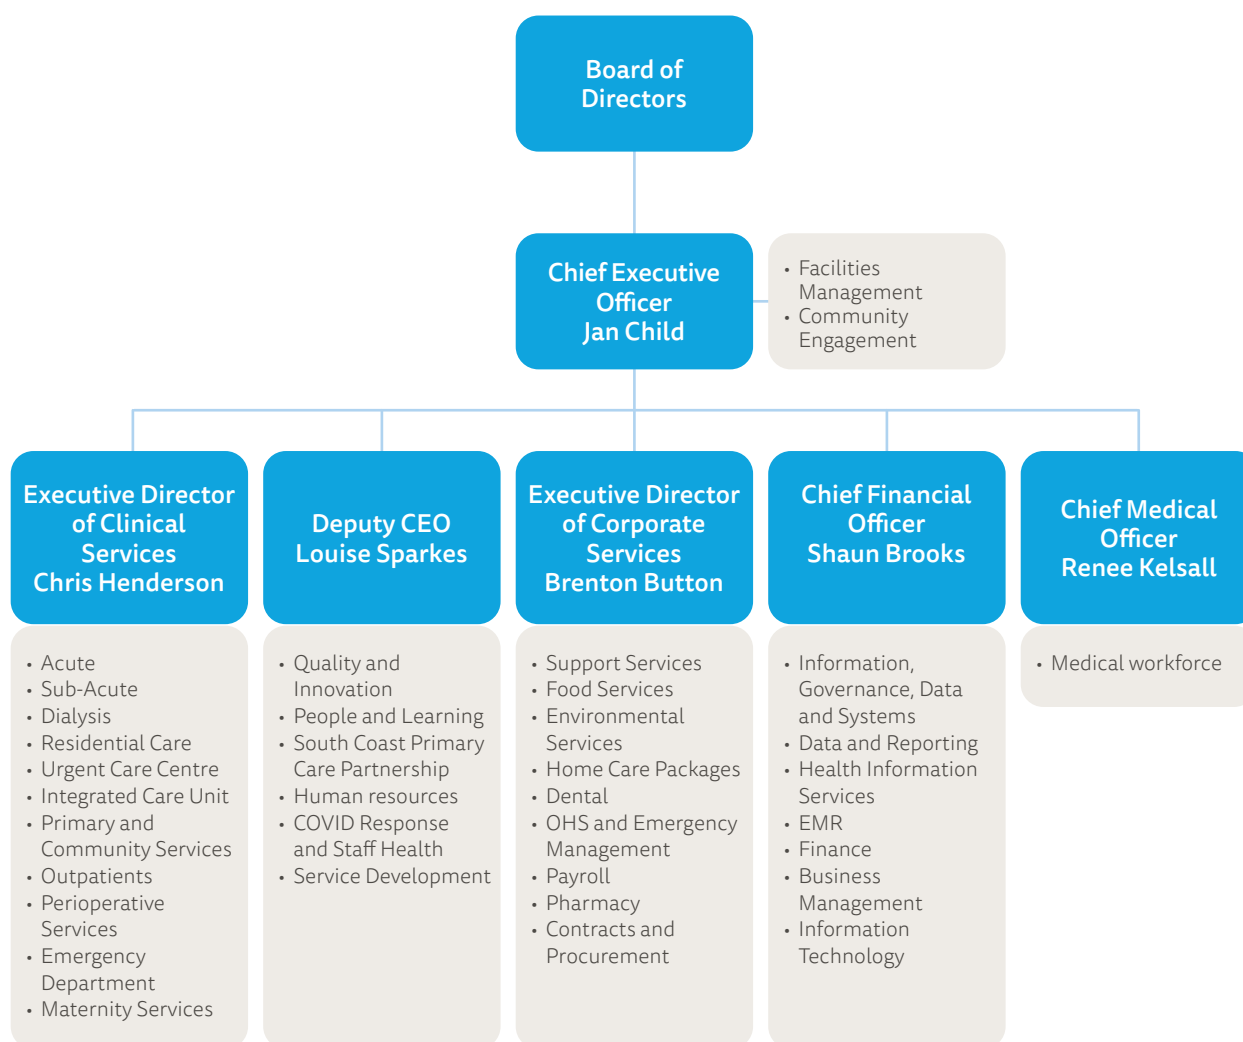 Board of
Directors
Chief Executive
Officer
Jan Child
• Facilities
Management
• Community
Engagement
Executive Director
of Clinical
Services
Chris Henderson
• Acute
• Sub-Acute
• Dialysis
• Residential Care
• Urgent Care Centre
• Integrated Care Unit
• Primary and
Community Services
• Outpatients
• Perioperative
Services
• Emergency
Department
• Maternity Services
Deputy CEO
Louise Sparkes
• Quality and
Innovation
• People and Learning
• South Coast Primary
Care Partnership
• Human resources
• COVID Response
and Staff Health
• Service Development
Executive Director
of Corporate
Services
Brenton Button
• Support Services
• Food Services
• Environmental
Services
• Home Care Packages
• Dental
• OHS and Emergency
Management
• Payroll
• Pharmacy
• Contracts and
Procurement
Chief Financial
Officer
Shaun Brooks
• Information,
Governance, Data
and Systems
• Data and Reporting
• Health Information
Services
• EMR
• Finance
• Business
Management
• Information
Technology
Chief Medical
Officer
Renee Kelsall
• Medical workforce